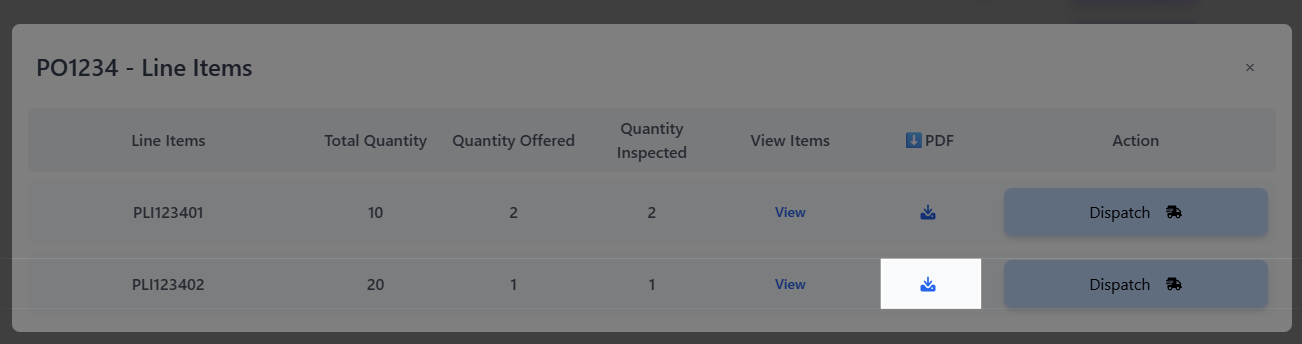 PO1234 - Line Items
×
Line Items Total Quantity Quantity Offered Quantity Inspected View Items ⬇️PDF Action
PLI123401 10 2 2 View Dispatch
PLI123402 20 1 1 View Dispatch